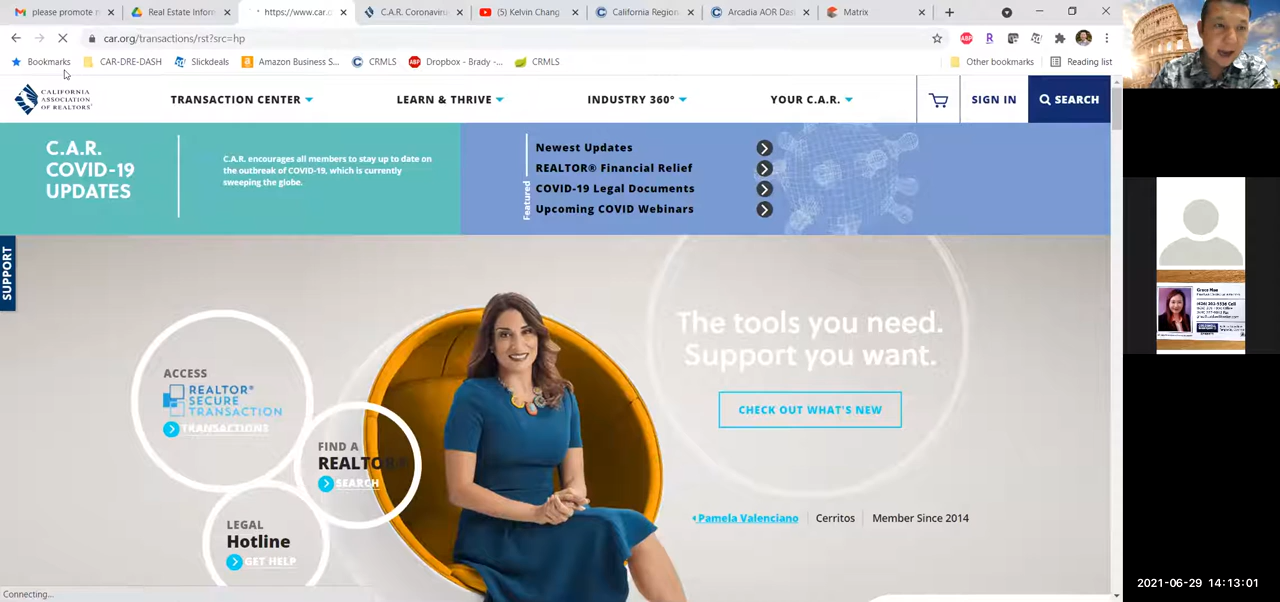 please promote
Real Estate Inform
https://www.car.o
C.A.R. Coronaviru
(5) Kelvin Chang
California Region
Arcadia AOR Das
Matrix
car.org/transactions/rst?src=hp
Bookmarks
CAR-DRE-DASH
Slickdeals
Amazon Business S...
CRMLS
Dropbox - Brady -...
CRMLS
Other bookmarks
Reading list
CALIFORNIA
ASSOCIATION
OF REALTORS®
TRANSACTION CENTER
LEARN & THRIVE
INDUSTRY 360°
YOUR C.A.R.
SIGN IN
SEARCH
C.A.R.
COVID-19
UPDATES
C.A.R. encourages all members to stay up to date on
the outbreak of COVID-19, which is currently
sweeping the globe.
Featured
Newest Updates
REALTOR® Financial Relief
COVID-19 Legal Documents
Upcoming COVID Webinars
SUPPORT
The tools you need.
Support you want.
CHECK OUT WHAT'S NEW
ACCESS
REALTOR®
SECURE
TRANSACTION
TRANSACTIONS
FIND A
REALTOR®
SEARCH
LEGAL
Hotline
GET HELP
Pamela Valenciano
Cerritos
Member Since 2014
Connecting...
2021-06-29 14:13:01